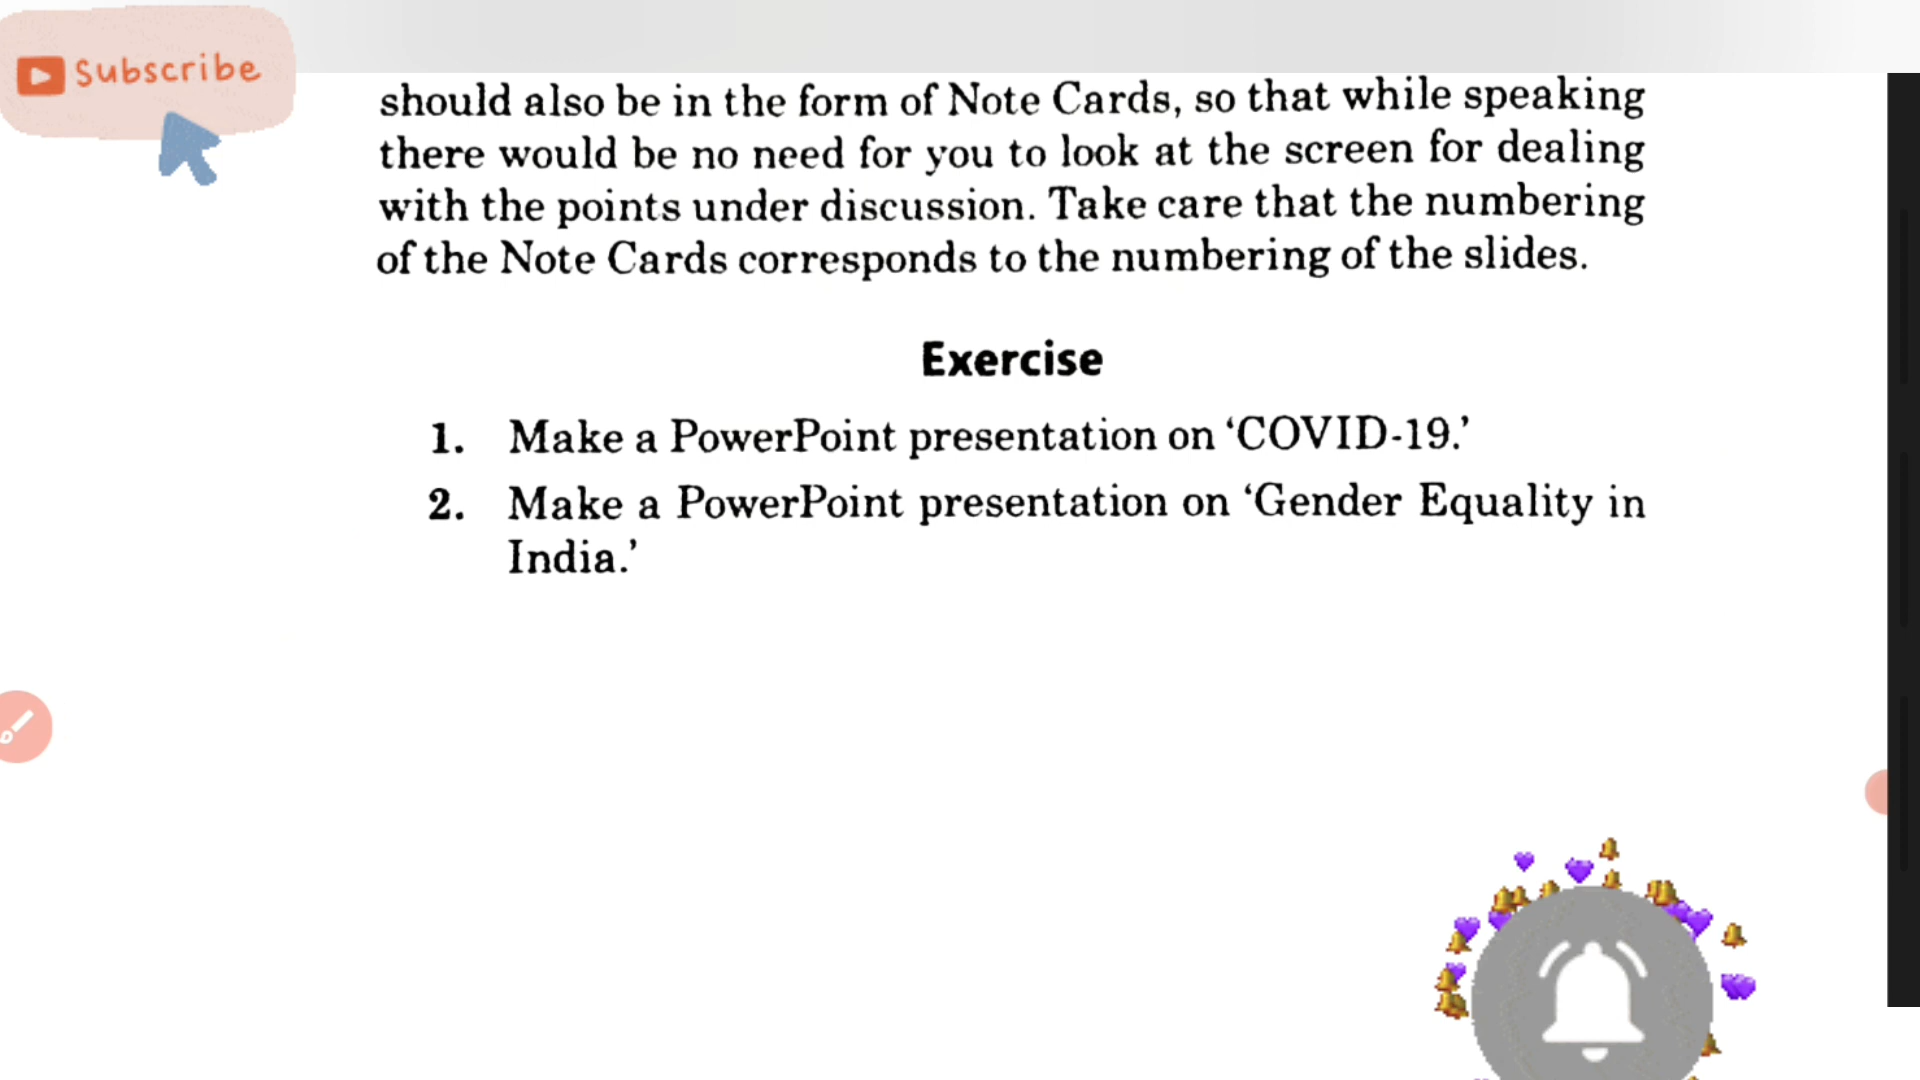 Subscribe
should also be in the form of Note Cards, so that while speaking
there would be no need for you to look at the screen for dealing
with the points under discussion. Take care that the numbering
of the Note Cards corresponds to the numbering of the slides.
Exercise
1. Make a PowerPoint presentation on ‘COVID-19.’
2. Make a PowerPoint presentation on ‘Gender Equality in
India.’